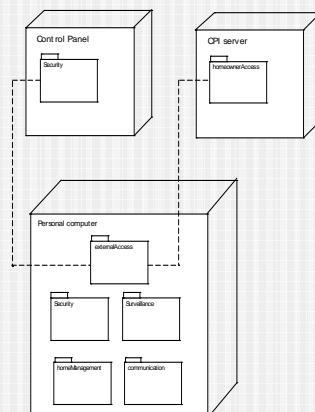 Control Panel
Security
CPI server
homeownerAccess
Personal computer
externalAccess
Security
Surveillance
homeManagement
communication